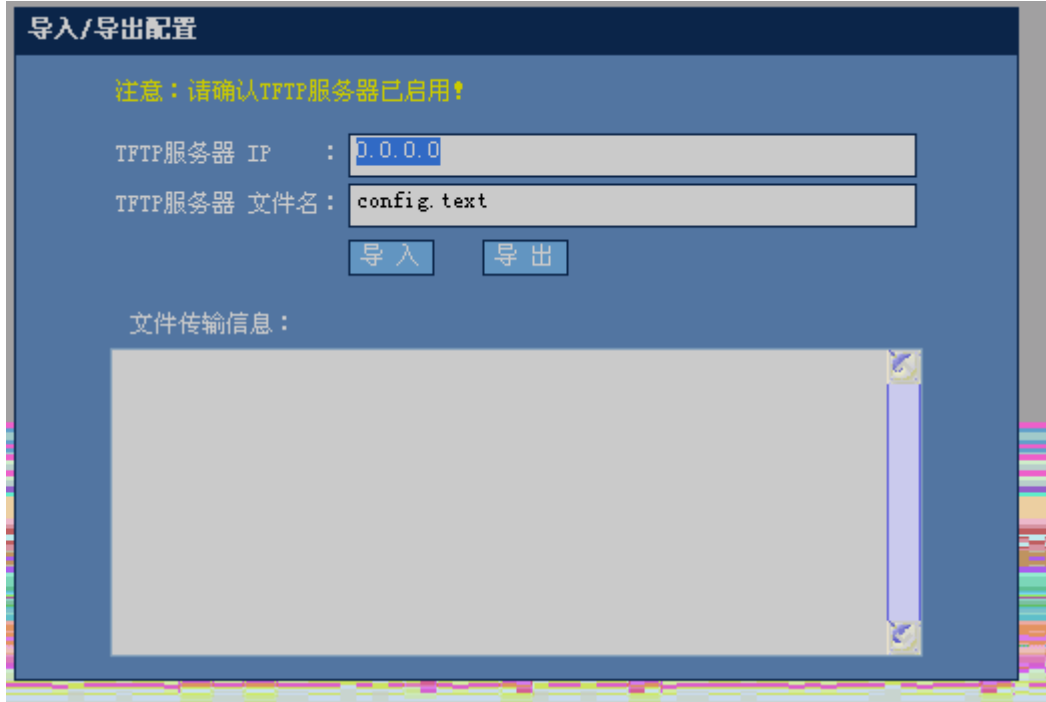 导入/导出配置
注意：请确认TFTP服务器已启用！
TFTP服务器 IP ：0.0.0.0
TFTP服务器 文件名：config.text
导 入 导 出
文件传输信息：